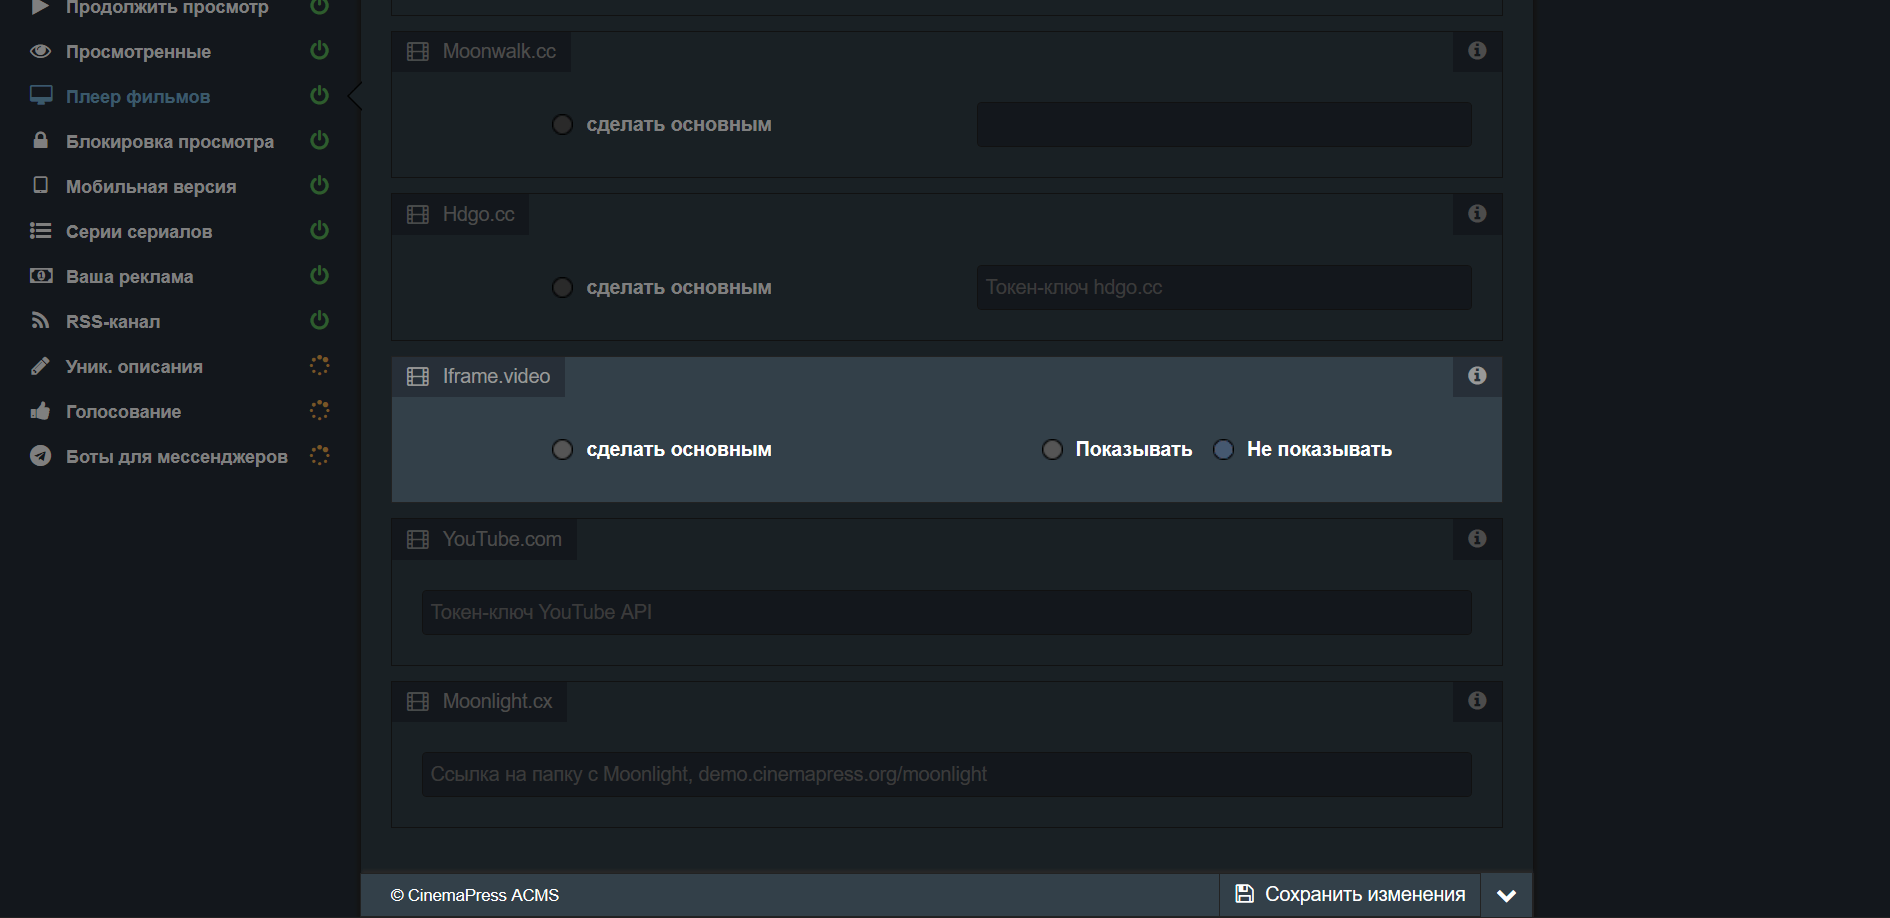 Продолжить просмотр
Просмотренные
Плеер фильмов
Блокировка просмотра
Мобильная версия
Серии сериалов
Ваша реклама
RSS-канал
Уник. описания
Голосование
Боты для мессенджеров
Moonwalk.cc
сделать основным
Hdgo.cc
сделать основным
Токен-ключ hdgo.cc
Iframe.video
сделать основным
Показывать
Не показывать
YouTube.com
Токен-ключ YouTube API
Moonlight.cx
Ссылка на папку с Moonlight, demo.cinemapress.org/moonlight
© CinemaPress ACMS
Сохранить изменения